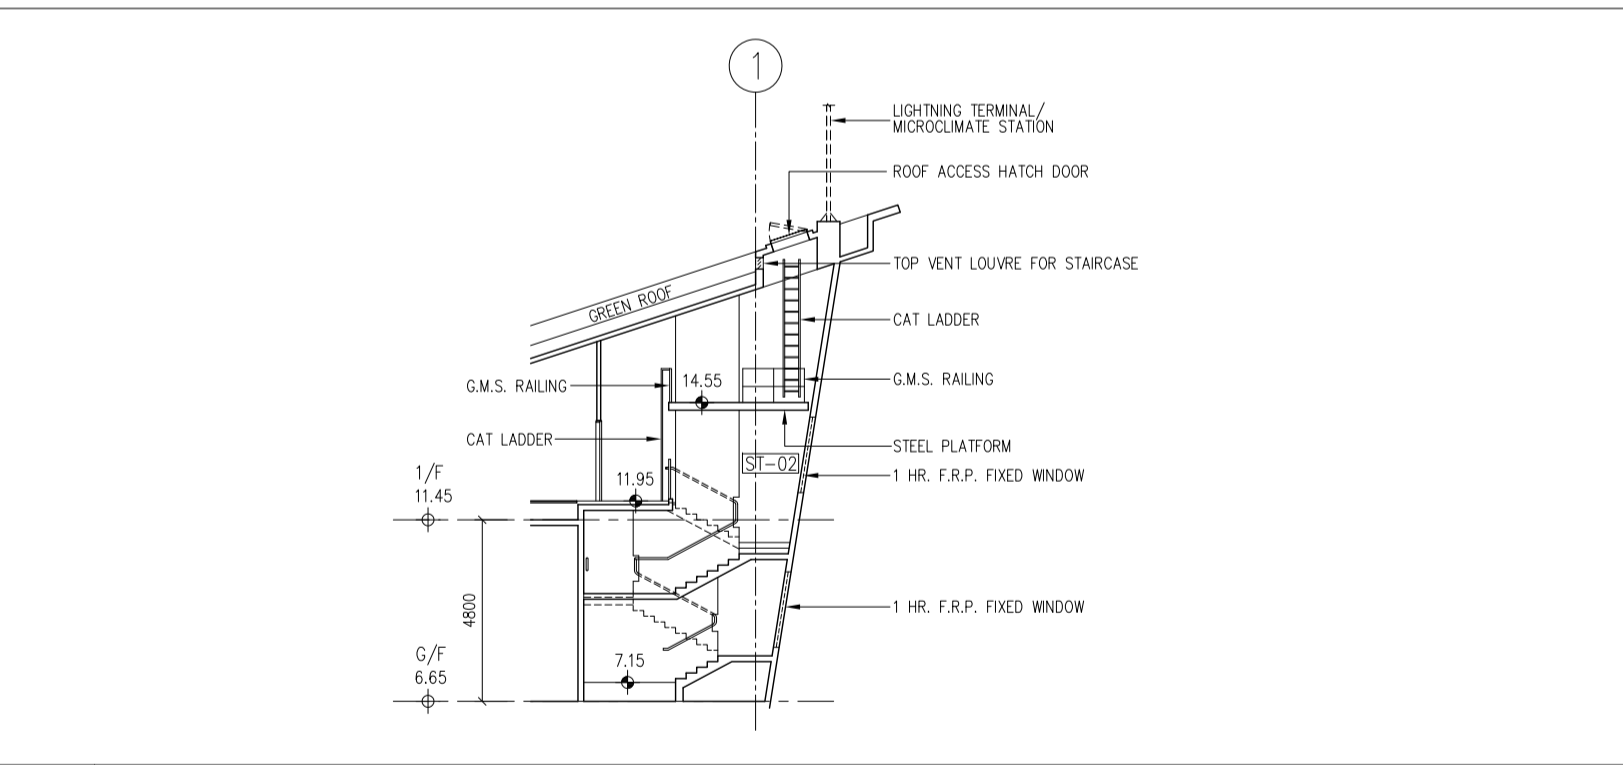 1
LIGHTNING TERMINAL/
MICROCLIMATE STATION
ROOF ACCESS HATCH DOOR
TOP VENT LOUVRE FOR STAIRCASE
GREEN ROOF
CAT LADDER
G.M.S. RAILING
14.55
G.M.S. RAILING
CAT LADDER
STEEL PLATFORM
ST-02
1 HR. F.R.P. FIXED WINDOW
1/F
11.45
11.95
4800
1 HR. F.R.P. FIXED WINDOW
G/F
6.65
7.15